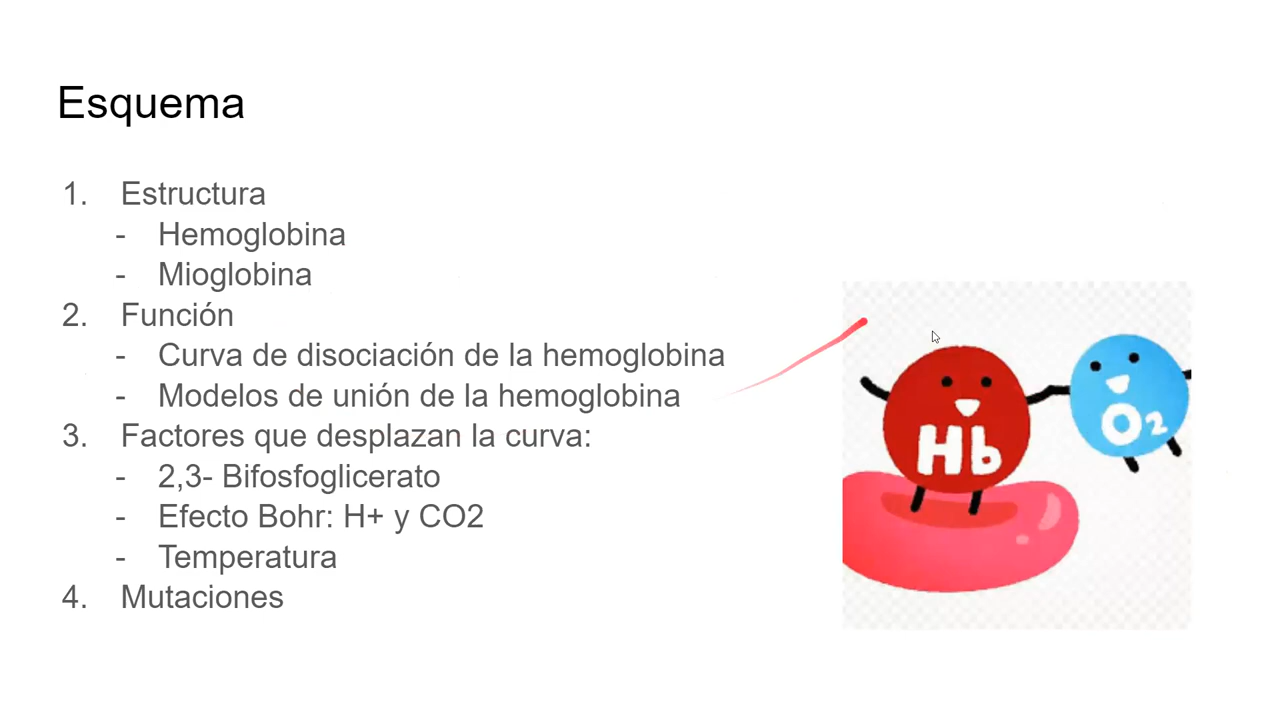 Esquema
1. Estructura
- Hemoglobina
- Mioglobina
2. Función
- Curva de disociación de la hemoglobina
- Modelos de unión de la hemoglobina
3. Factores que desplazan la curva:
- 2,3- Bifosfoglicerato
- Efecto Bohr: H+ y CO2
- Temperatura
4. Mutaciones
Hb
O2